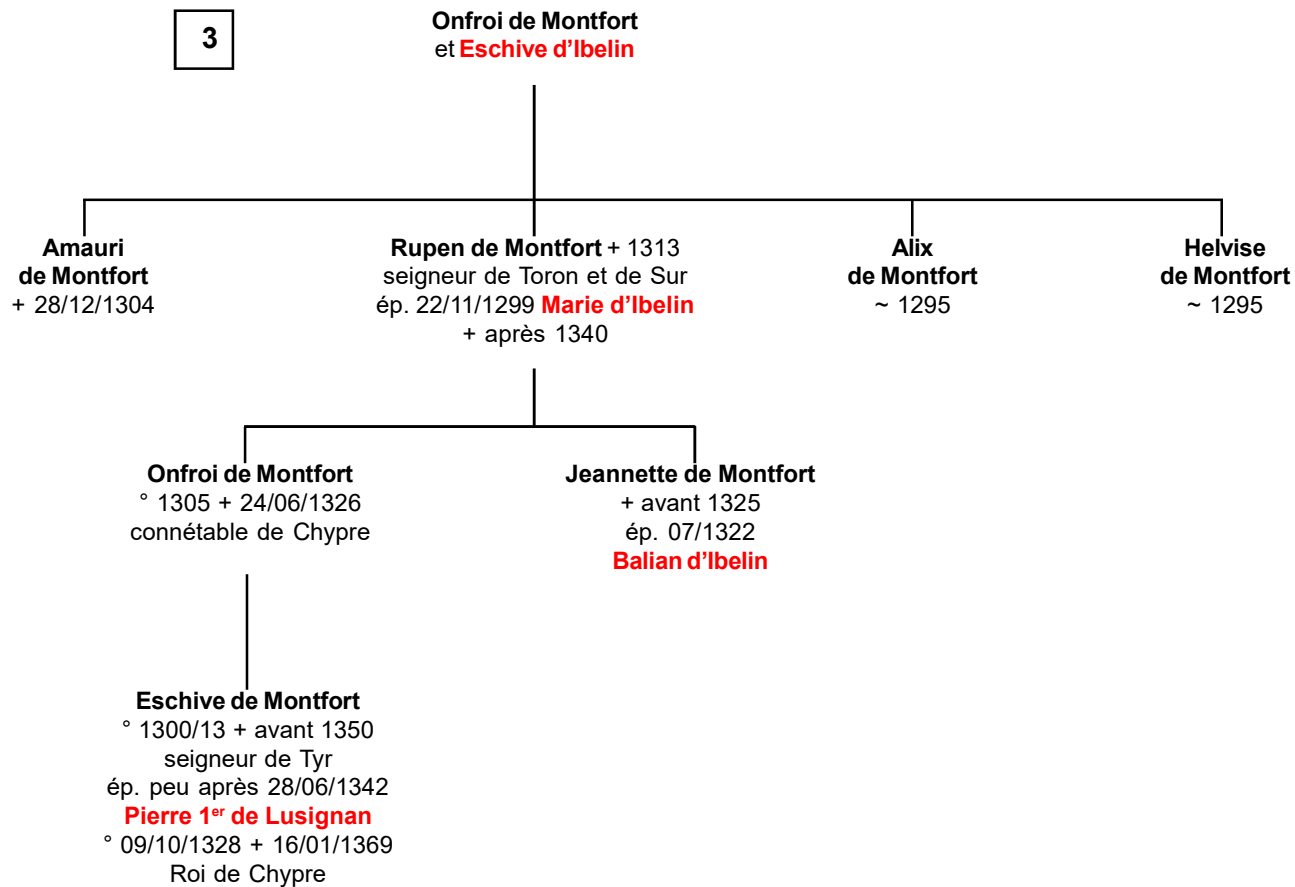 3
Onfroi de Montfort
et Eschive d'Ibelin
Amauri
de Montfort
+ 28/12/1304
Rupen de Montfort + 1313
seigneur de Toron et de Sur
ép. 22/11/1299 Marie d'Ibelin
+ après 1340
Alix
de Montfort
~ 1295
Helvise
de Montfort
~ 1295
Onfroi de Montfort
° 1305 + 24/06/1326
connétable de Chypre
Jeannette de Montfort
+ avant 1325
ép. 07/1322
Balian d'Ibelin
Eschive de Montfort
° 1300/13 + avant 1350
seigneur de Tyr
ép. peu après 28/06/1342
Pierre 1er de Lusignan
° 09/10/1328 + 16/01/1369
Roi de Chypre